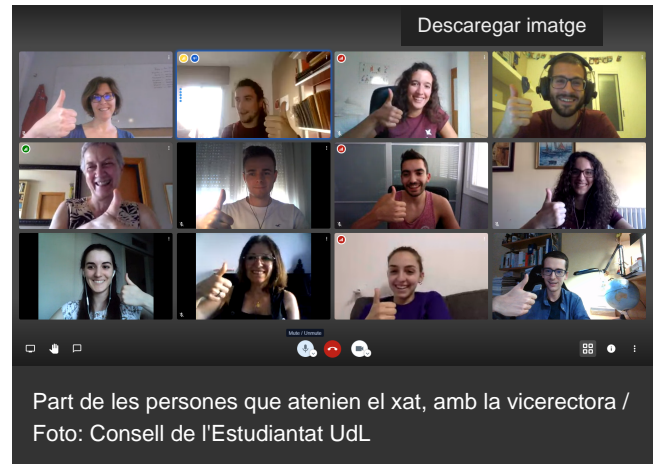 Descaregar imatge
Mute / Unmute
Part de les persones que atenien el xat, amb la vicerectora /
Foto: Consell de l'Estudiantat UdL